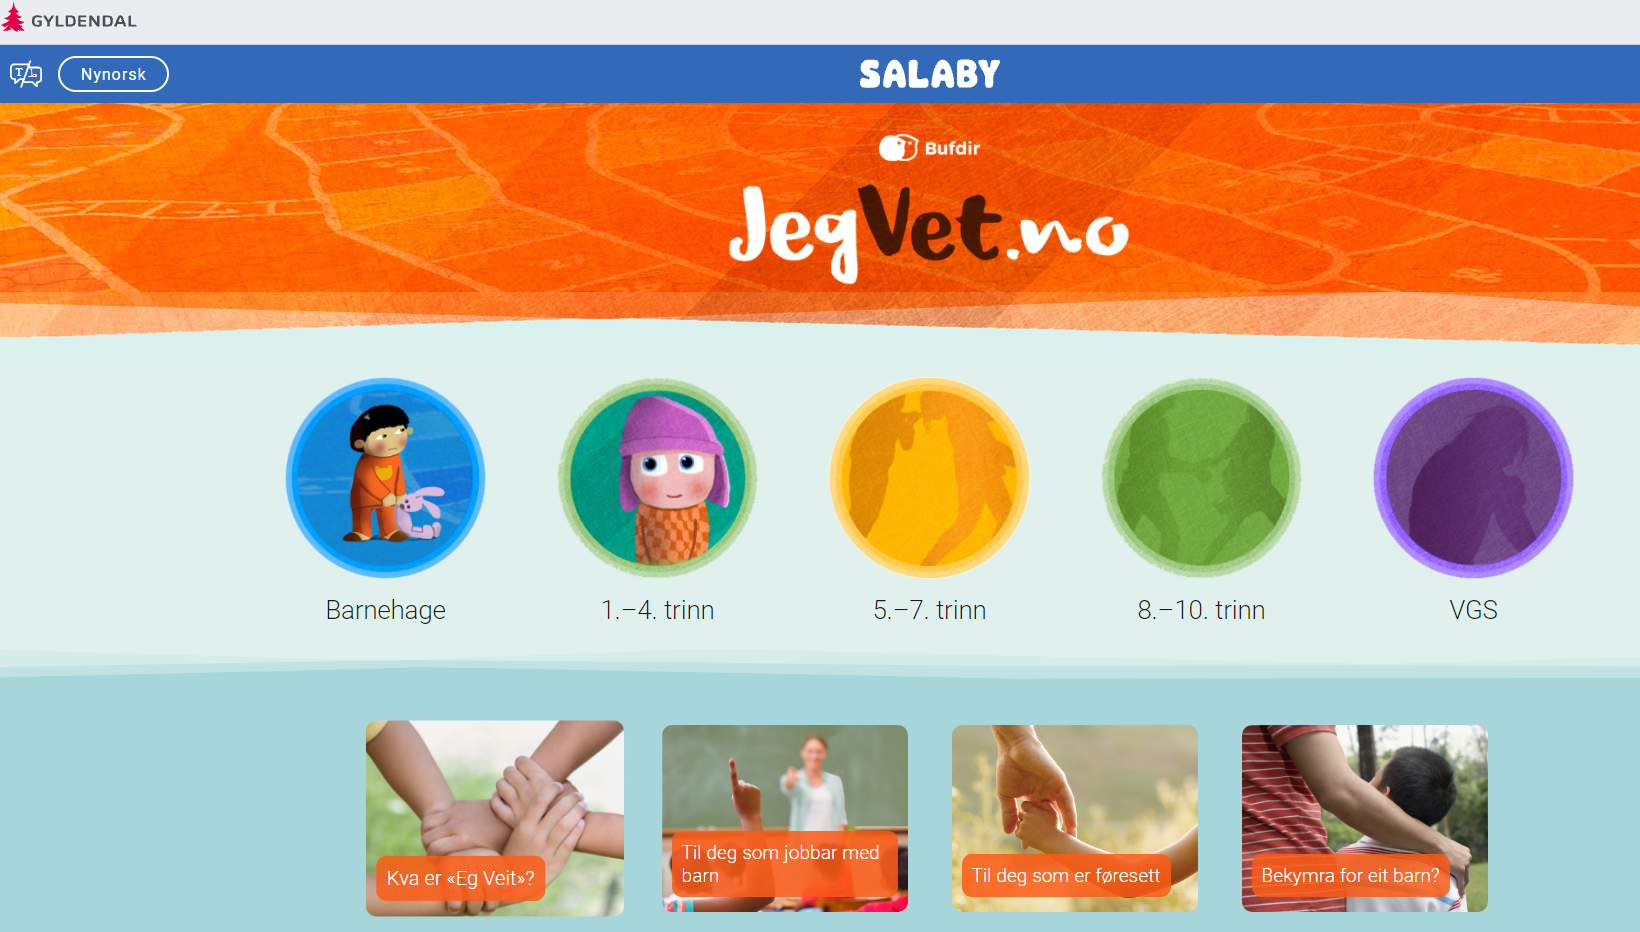 GYLDENDAL
Nynorsk
SALABY
Bufdir
JegVet.no
Barnehage
1.–4. trinn
5.–7. trinn
8.–10. trinn
VGS
Kva er «Eg Veit»?
Til deg som jobbar med
barn
Til deg som er føresett
Bekymra for eit barn?